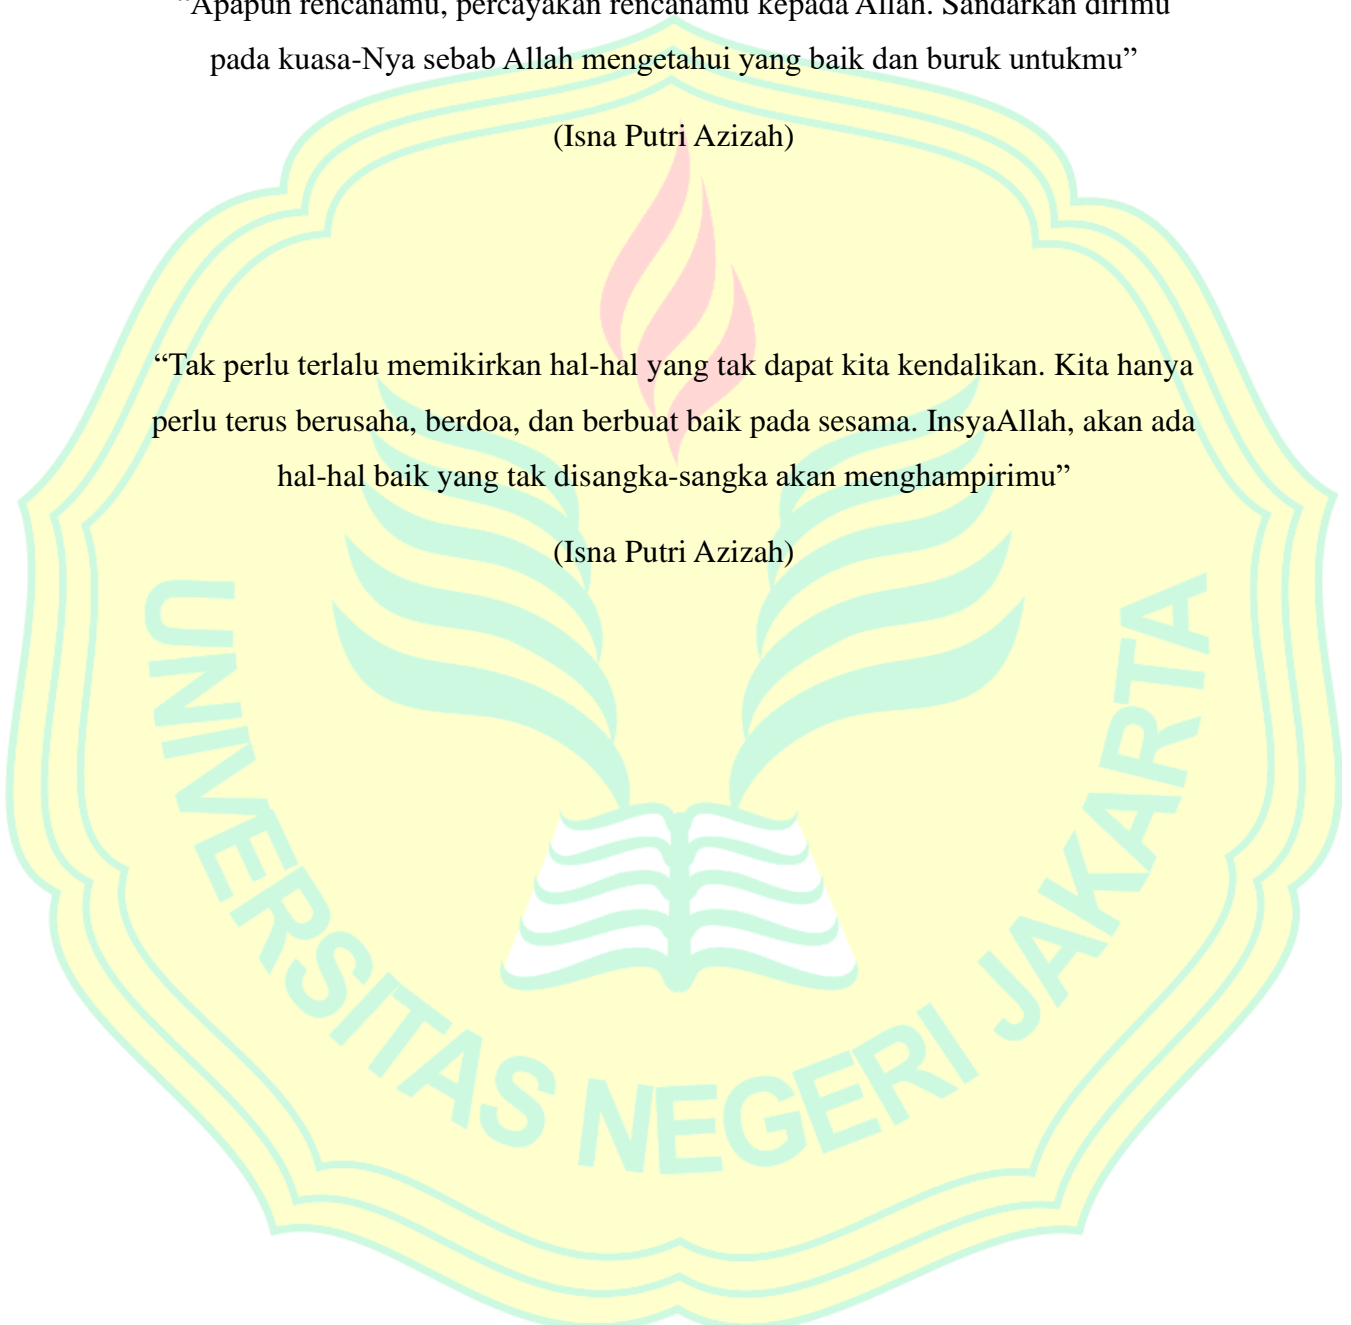 “Apapun rencanamu, percayakan rencanamu kepada Allah. Sandarkan dirimu
pada kuasa-Nya sebab Allah mengetahui yang baik dan buruk untukmu”
(Isna Putri Azizah)
“Tak perlu terlalu memikirkan hal-hal yang tak dapat kita kendalikan. Kita hanya
perlu terus berusaha, berdoa, dan berbuat baik pada sesama. InsyaAllah, akan ada
hal-hal baik yang tak disangka-sangka akan menghampirimu”
(Isna Putri Azizah)
UNIVERSITAS NEGERI JAKARTA